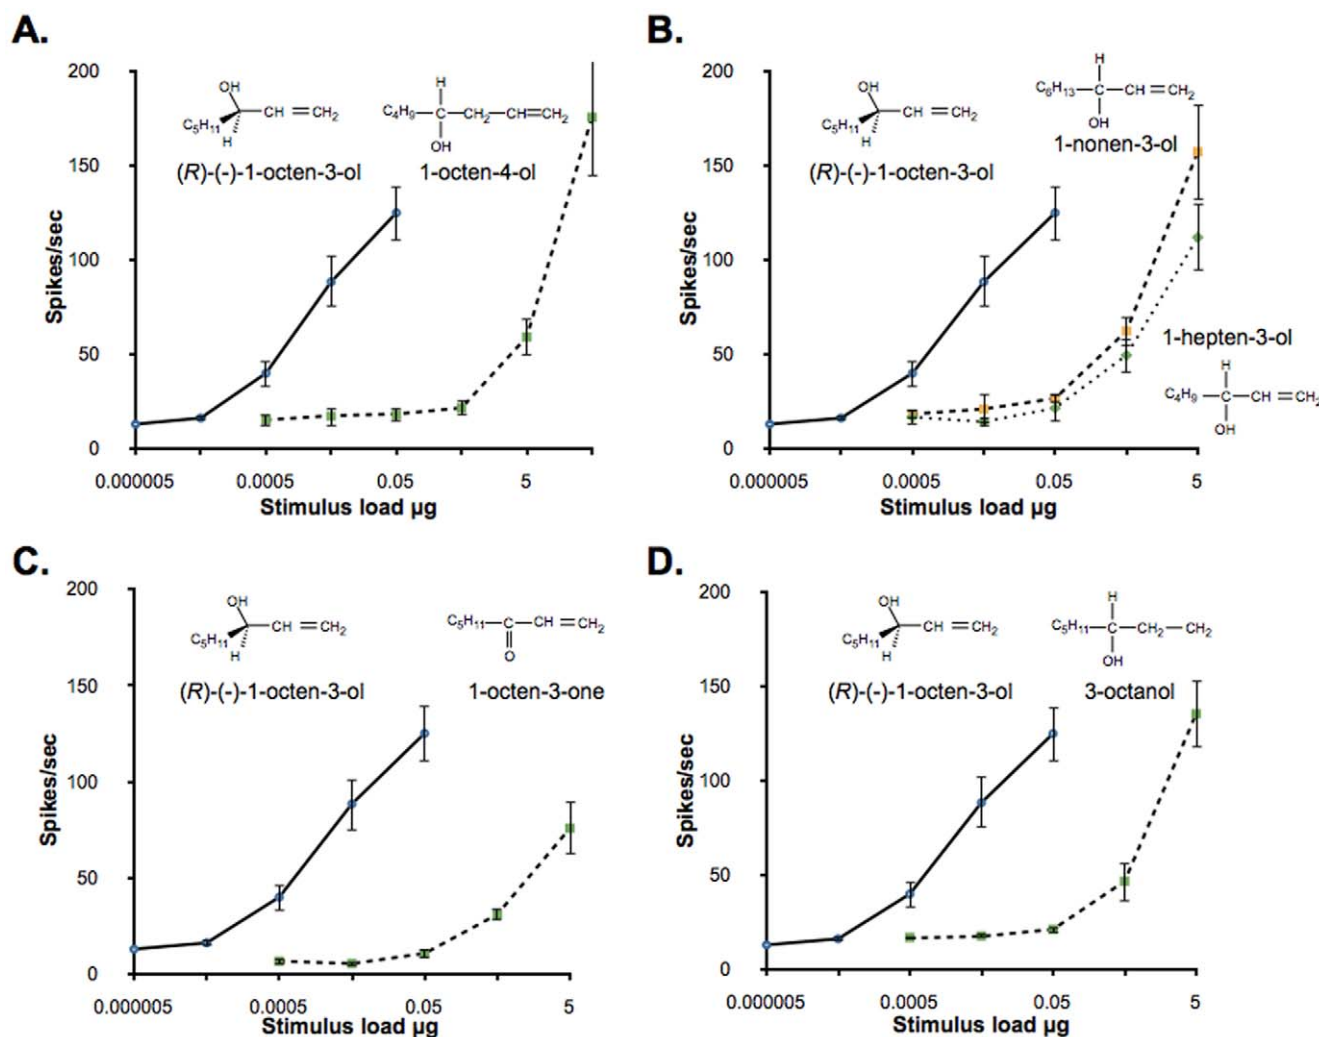 A.
200
150
100
50
0
Spikes/sec
OH
C5H11
H
CH
CH2
(R)-(-)-1-octen-3-ol
H
C4H9
C
CH2
CH
CH2
OH
1-octen-4-ol
0.000005
0.0005
0.05
5
Stimulus load µg
B.
200
150
100
50
0
Spikes/sec
OH
C5H11
H
CH
CH2
(R)-(-)-1-octen-3-ol
H
C6H13
C
CH
CH2
OH
1-nonen-3-ol
1-hepten-3-ol
H
C4H9
C
CH
CH2
OH
0.000005
0.0005
0.05
5
Stimulus load µg
C.
200
150
100
50
0
Spikes/sec
OH
C5H11
H
CH
CH2
(R)-(-)-1-octen-3-ol
C5H11
C
CH
CH2
O
1-octen-3-one
0.000005
0.0005
0.05
5
Stimulus load µg
D.
200
150
100
50
0
Spikes/sec
OH
C5H11
H
CH
CH2
(R)-(-)-1-octen-3-ol
H
C5H11
C
CH2
CH2
OH
3-octanol
0.000005
0.0005
0.05
5
Stimulus load µg